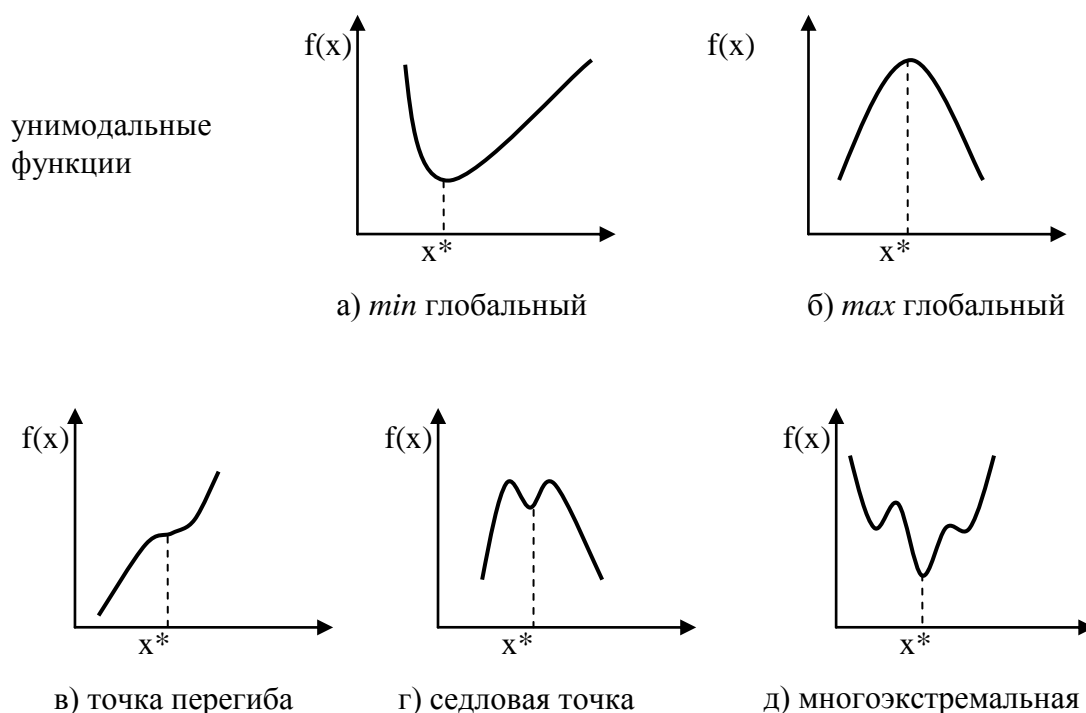 f(x)
f(x)
унимодальные
функции
x*
x*
а) min глобальный
б) max глобальный
f(x)
f(x)
f(x)
x*
x*
x*
в) точка перегиба
г) седловая точка
д) многоэкстремальная